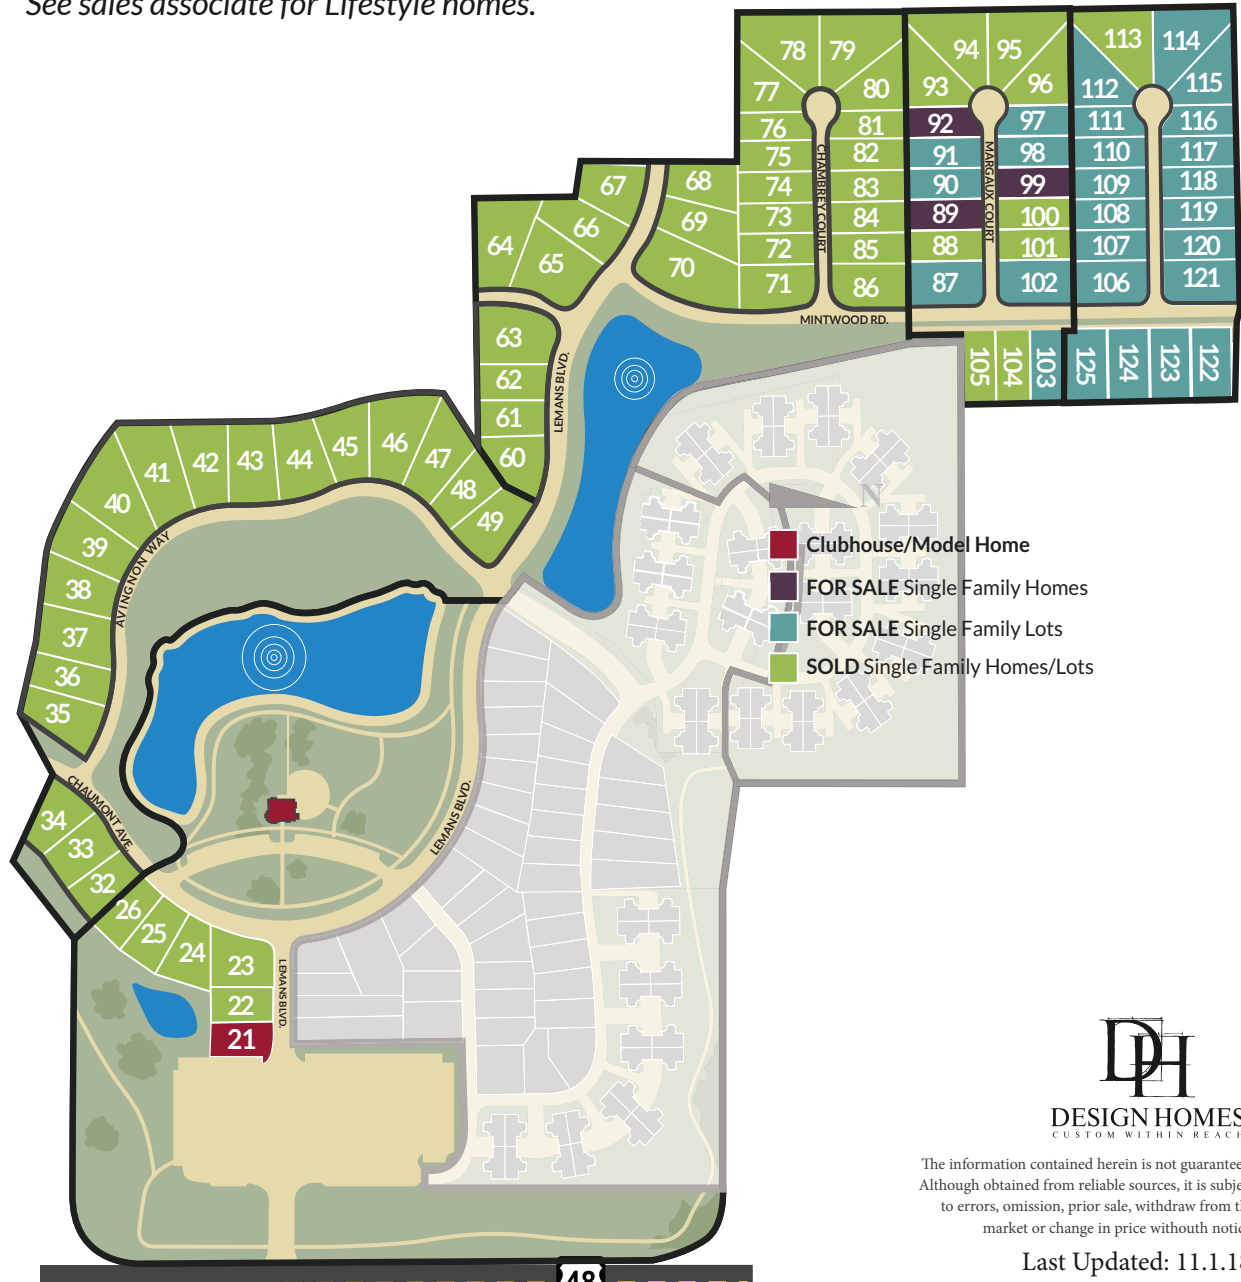 See sales associate for Lifestyle homes.
78 79
94 95
113 114
77 80
93 96
112 115
76 81
92 97
111 116
75 82
91 98
110 117
74 83
90 99
109 118
73 84
89 100
108 119
72 85
88 101
107 120
71 86
87 102
106 121
CHAMBREY COURT
MARGAUX COURT
67 68
66 69
64 65 70
MINTWOOD RD.
105 104 103 125 124 123 122
63
62
61
60
LEMANS BLVD.
41 42 43 44 45 46 47
48
49
40
39
38
37
36
35
AVINGNON WAY
N
Clubhouse/Model Home
FOR SALE Single Family Homes
FOR SALE Single Family Lots
SOLD Single Family Homes/Lots
CHAUMONT AVE.
LEMANS BLVD.
34
33
32
26
25
24
23
22
21
LEMANS BLVD.
DH
DESIGN HOMES
CUSTOM WITHIN REACH
The information contained herein is not guarantee
Although obtained from reliable sources, it is subje
to errors, omission, prior sale, withdraw from th
market or change in price withouth notic
Last Updated: 11.1.18
48